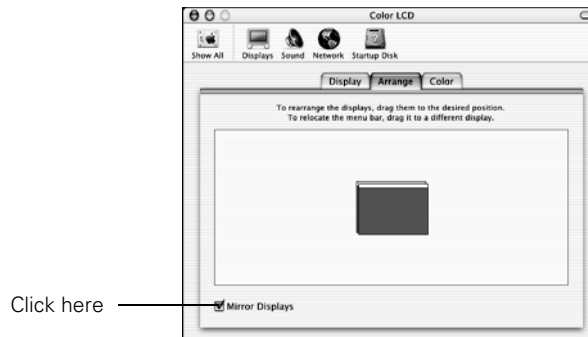 Color LCD
Show All Displays Sound Network Startup Disk
Display Arrange Color
To rearrange the displays, drag them to the desired position.
To relocate the menu bar, drag it to a different display.
Click here
Mirror Displays